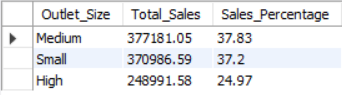 Outlet_Size Total_Sales Sales_Percentage
Medium 377181.05 37.83
Small 370986.59 37.2
High 248991.58 24.97